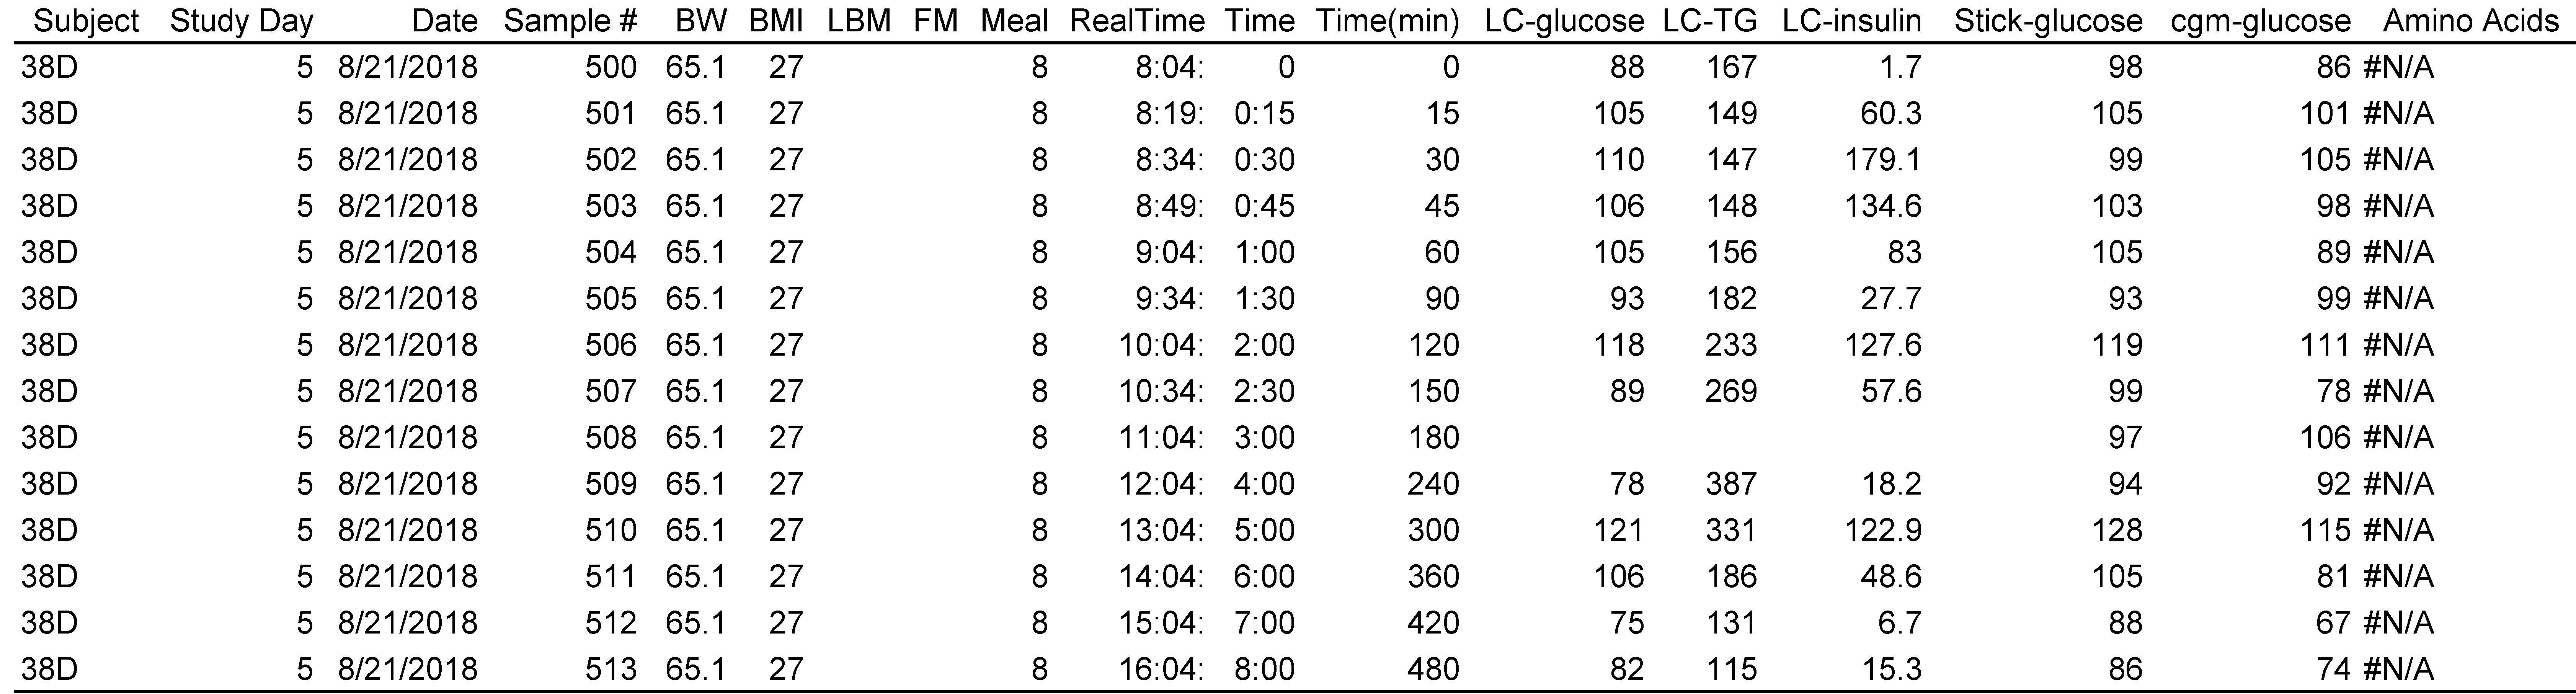 Subject Study Day Date Sample # BW BMI LBM FM Meal RealTime Time Time(min) LC-glucose LC-TG LC-insulin Stick-glucose cgm-glucose Amino Acids
38D 5 8/21/2018 500 65.1 27 8 8:04: 0 0 88 167 1.7 98 86 #N/A
38D 5 8/21/2018 501 65.1 27 8 8:19: 0:15 15 105 149 60.3 105 101 #N/A
38D 5 8/21/2018 502 65.1 27 8 8:34: 0:30 30 110 147 179.1 99 105 #N/A
38D 5 8/21/2018 503 65.1 27 8 8:49: 0:45 45 106 148 134.6 103 98 #N/A
38D 5 8/21/2018 504 65.1 27 8 9:04: 1:00 60 105 156 83 105 89 #N/A
38D 5 8/21/2018 505 65.1 27 8 9:34: 1:30 90 93 182 27.7 93 99 #N/A
38D 5 8/21/2018 506 65.1 27 8 10:04: 2:00 120 118 233 127.6 119 111 #N/A
38D 5 8/21/2018 507 65.1 27 8 10:34: 2:30 150 89 269 57.6 99 78 #N/A
38D 5 8/21/2018 508 65.1 27 8 11:04: 3:00 180 97 106 #N/A
38D 5 8/21/2018 509 65.1 27 8 12:04: 4:00 240 78 387 18.2 94 92 #N/A
38D 5 8/21/2018 510 65.1 27 8 13:04: 5:00 300 121 331 122.9 128 115 #N/A
38D 5 8/21/2018 511 65.1 27 8 14:04: 6:00 360 106 186 48.6 105 81 #N/A
38D 5 8/21/2018 512 65.1 27 8 15:04: 7:00 420 75 131 6.7 88 67 #N/A
38D 5 8/21/2018 513 65.1 27 8 16:04: 8:00 480 82 115 15.3 86 74 #N/A